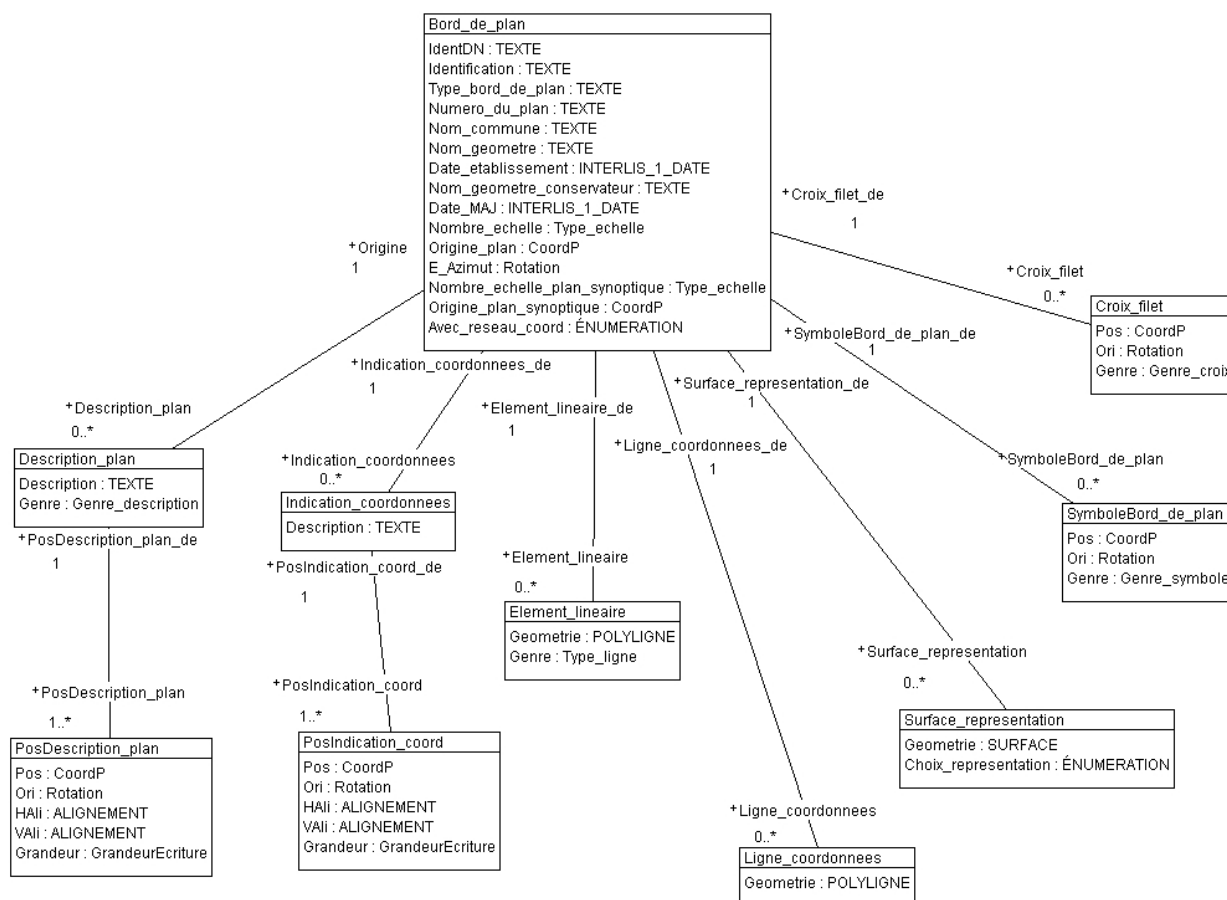 Bord_de_plan
IdentDN : TEXTE
Identification : TEXTE
Type_bord_de_plan : TEXTE
Numero_du_plan : TEXTE
Nom_commune : TEXTE
Nom_geometre : TEXTE
Date_etablissement : INTERLIS_1_DATE
Nom_geometre_conservateur : TEXTE
Date_MAJ : INTERLIS_1_DATE
Nombre_echelle : Type_echelle
Origine_plan : CoordP
E_Azimut : Rotation
Nombre_echelle_plan_synoptique : Type_echelle
Origine_plan_synoptique : CoordP
Avec_reseau_coord : ÉNUMERATION
+Origine
1
+Croix_filet_de
1
+Croix_filet
0..*
Croix_filet
Pos : CoordP
Ori : Rotation
Genre : Genre_croix
+Indication_coordonnees_de
1
+Element_lineaire_de
1
+Ligne_coordonnees_de
1
+Surface_representation_de
1
+SymboleBord_de_plan_de
1
+Description_plan
0..*
Description_plan
Description : TEXTE
Genre : Genre_description
+PosDescription_plan_de
1
+Indication_coordonnees
0..*
Indication_coordonnees
Description : TEXTE
+PosIndication_coord_de
1
+SymboleBord_de_plan
0..*
SymboleBord_de_plan
Pos : CoordP
Ori : Rotation
Genre : Genre_symbole
+Element_lineaire
0..*
Element_lineaire
Geometrie : POLYLIGNE
Genre : Type_ligne
+Surface_representation
0..*
Surface_representation
Geometrie : SURFACE
Choix_representation : ÉNUMERATION
+PosDescription_plan
1..*
PosDescription_plan
Pos : CoordP
Ori : Rotation
HAli : ALIGNEMENT
VAli : ALIGNEMENT
Grandeur : GrandeurEcriture
+PosIndication_coord
1..*
PosIndication_coord
Pos : CoordP
Ori : Rotation
HAli : ALIGNEMENT
VAli : ALIGNEMENT
Grandeur : GrandeurEcriture
+Ligne_coordonnees
0..*
Ligne_coordonnees
Geometrie : POLYLIGNE